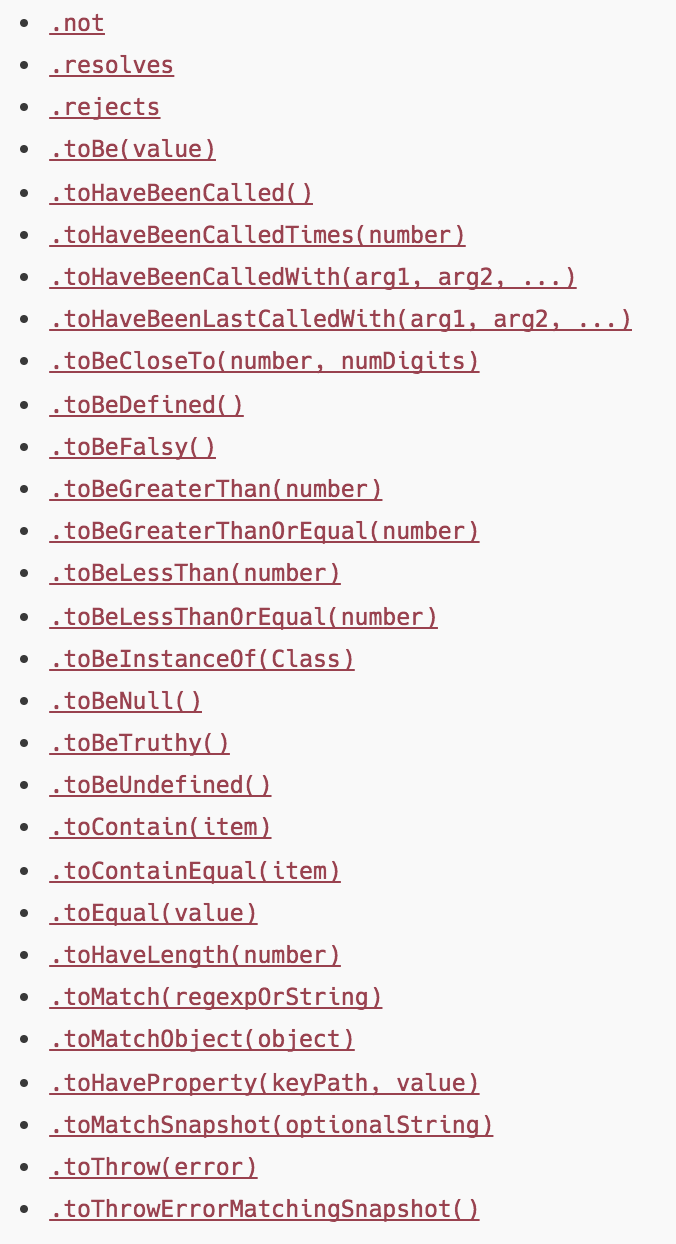 .not
.resolves
.rejects
.toBe(value)
.toHaveBeenCalled()
.toHaveBeenCalledTimes(number)
.toHaveBeenCalledWith(arg1, arg2, ...)
.toHaveBeenLastCalledWith(arg1, arg2, ...)
.toBeCloseTo(number, numDigits)
.toBeDefined()
.toBeFalsy()
.toBeGreaterThan(number)
.toBeGreaterThanOrEqual(number)
.toBeLessThan(number)
.toBeLessThanOrEqual(number)
.toBeInstanceOf(Class)
.toBeNull()
.toBeTruthy()
.toBeUndefined()
.toContain(item)
.toContainEqual(item)
.toEqual(value)
.toHaveLength(number)
.toMatch(regexpOrString)
.toMatchObject(object)
.toHaveProperty(keyPath, value)
.toMatchSnapshot(optionalString)
.toThrow(error)
.toThrowErrorMatchingSnapshot()